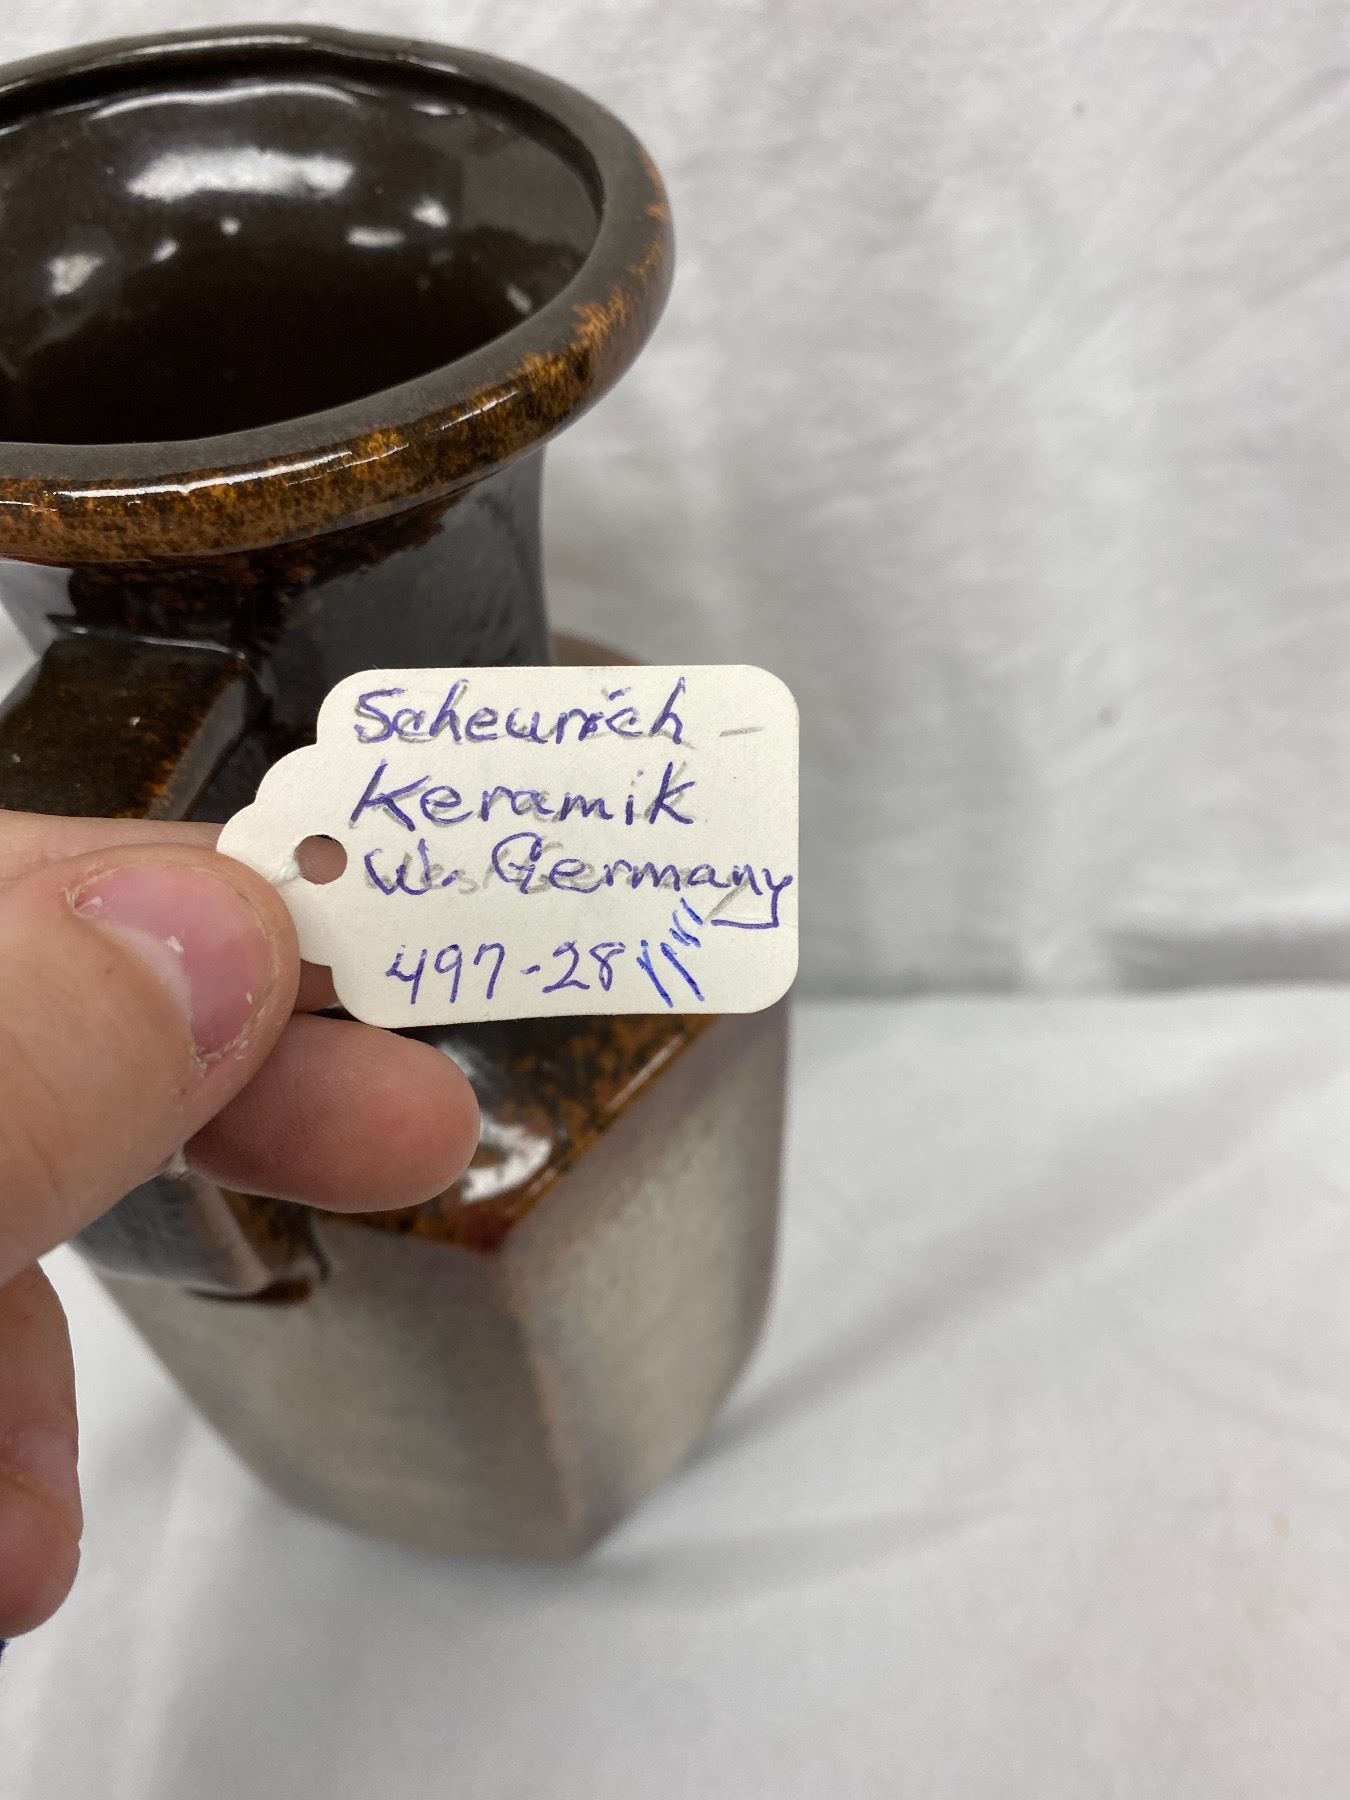 Scheurich -
Keramik
W. Germany
497-28 11"